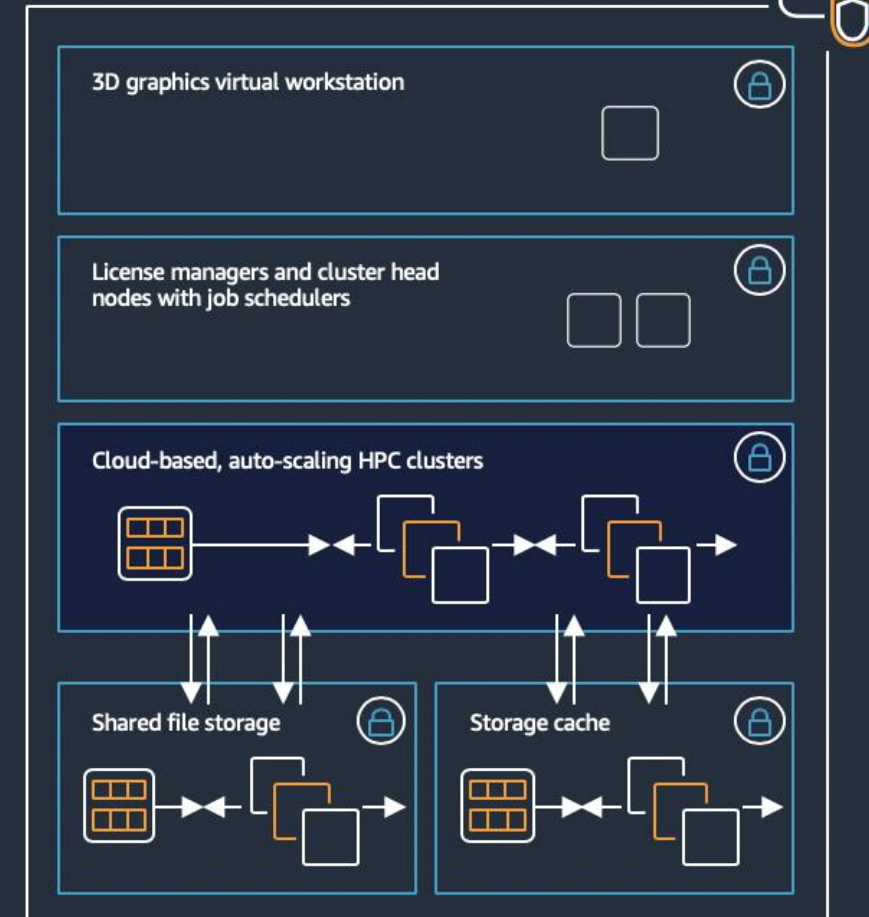 3D graphics virtual workstation
License managers and cluster head
nodes with job schedulers
Cloud-based, auto-scaling HPC clusters
Shared file storage
Storage cache